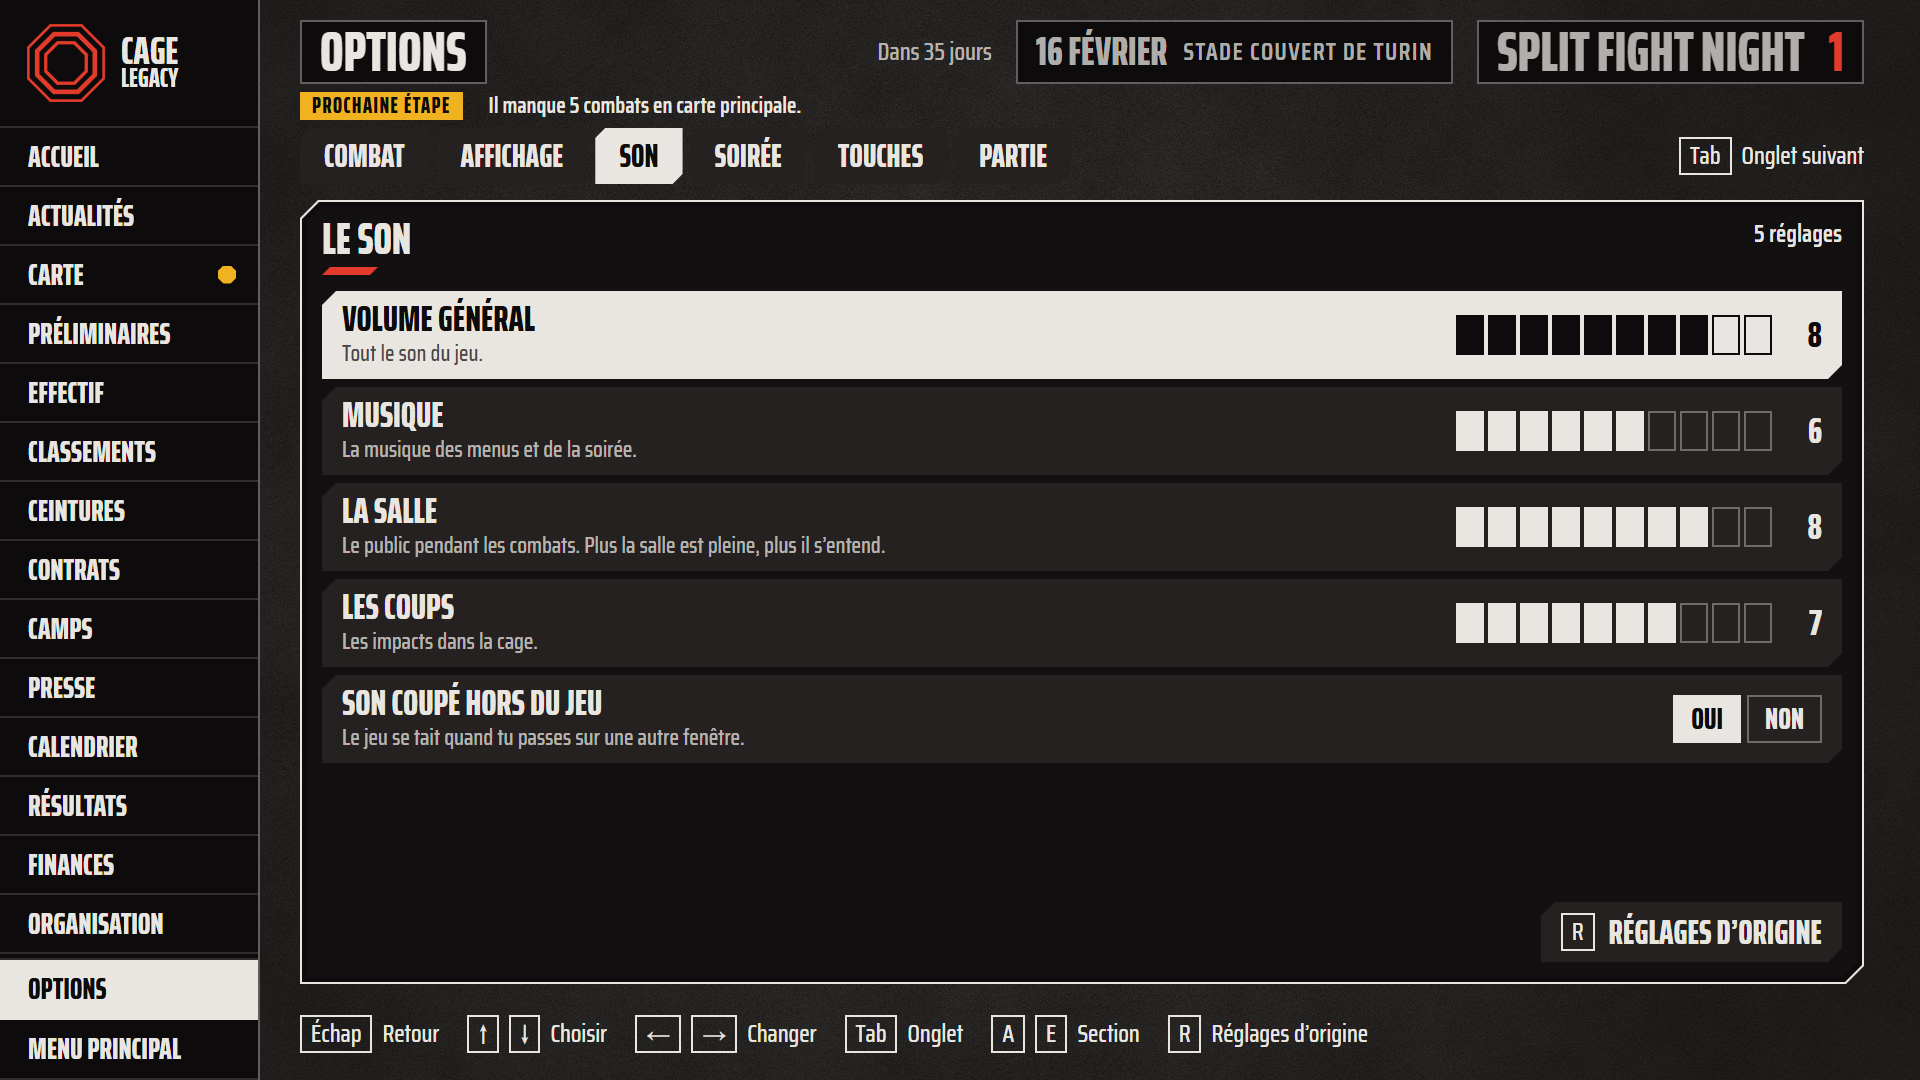 CAGE
LEGACY
ACCUEIL
ACTUALITÉS
CARTE
PRÉLIMINAIRES
EFFECTIF
CLASSEMENTS
CEINTURES
CONTRATS
CAMPS
PRESSE
CALENDRIER
RÉSULTATS
FINANCES
ORGANISATION
OPTIONS
MENU PRINCIPAL
OPTIONS
Dans 35 jours
16 FÉVRIER STADE COUVERT DE TURIN
SPLIT FIGHT NIGHT 1
PROCHAINE ÉTAPE Il manque 5 combats en carte principale.
COMBAT AFFICHAGE SON SOIRÉE TOUCHES PARTIE
Tab Onglet suivant
LE SON
5 réglages
VOLUME GÉNÉRAL
Tout le son du jeu.
8
MUSIQUE
La musique des menus et de la soirée.
6
LA SALLE
Le public pendant les combats. Plus la salle est pleine, plus il s’entend.
8
LES COUPS
Les impacts dans la cage.
7
SON COUPÉ HORS DU JEU
Le jeu se tait quand tu passes sur une autre fenêtre.
OUI NON
R RÉGLAGES D’ORIGINE
Échap Retour ↑ ↓ Choisir ← → Changer Tab Onglet A E Section R Réglages d’origine